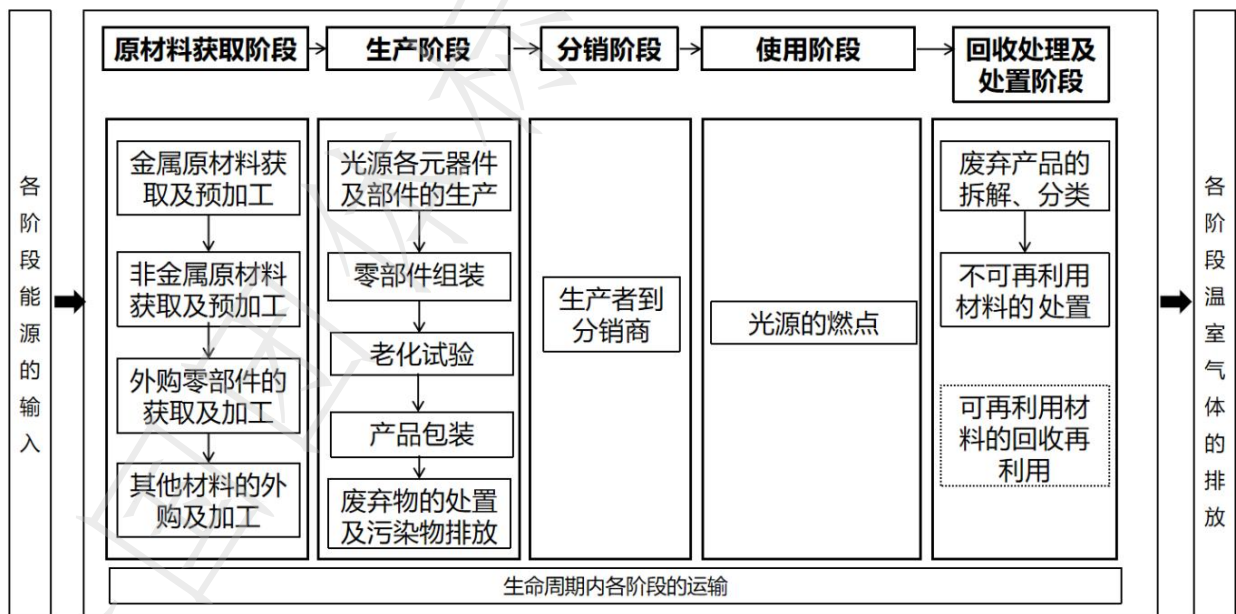 各阶段能源的输入
原材料获取阶段
生产阶段
分销阶段
使用阶段
回收处理及
处置阶段
金属原材料获
取及预加工
非金属原材料
获取及预加工
外购零部件的
获取及加工
其他材料的外
购及加工
光源各元器件
及部件的生产
零部件组装
老化试验
产品包装
废弃物的处置
及污染物排放
生产者到
分销商
光源的燃点
废弃产品的
拆解、分类
不可再利用
材料的处置
可再利用材
料的回收再
利用
生命周期内各阶段的运输
各阶段温室气体的排放
国团体标